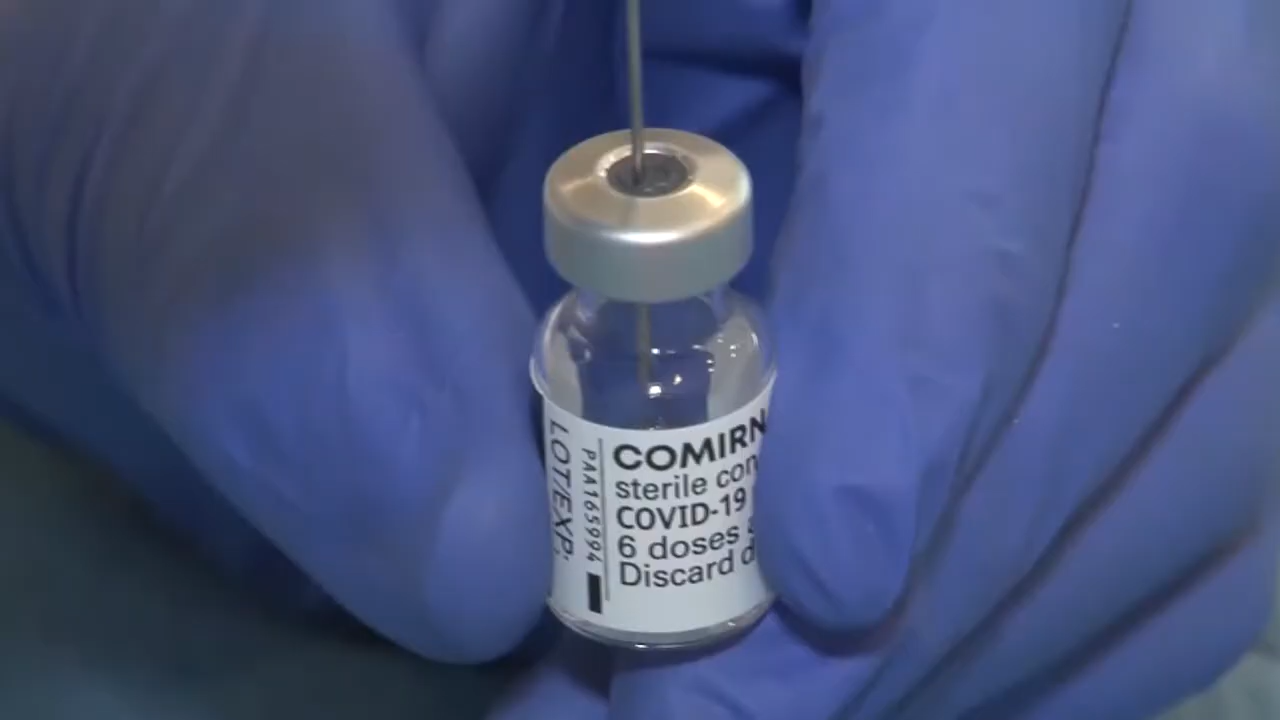 COMIRN
sterile con
COVID-19
6 doses
Discard d
LOT/EXP:
PAA165994